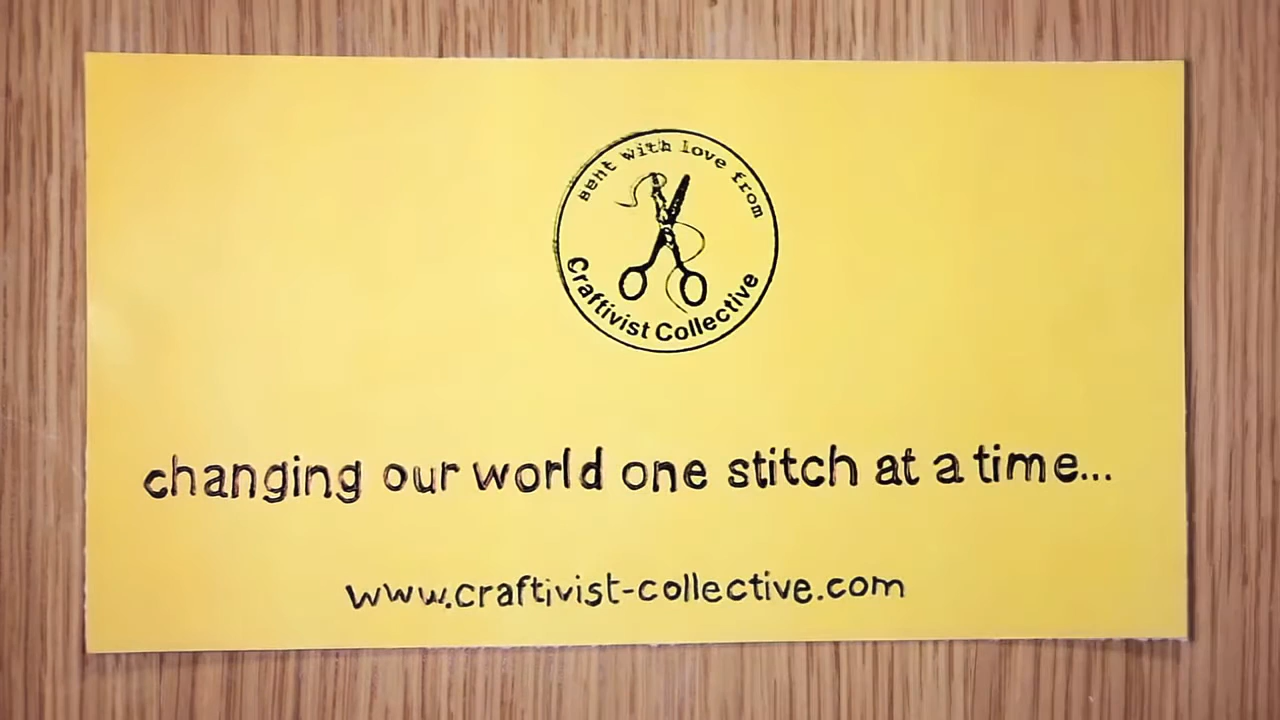 sent with love from
Craftivist Collective
changing our world one stitch at a time...
www.craftivist-collective.com